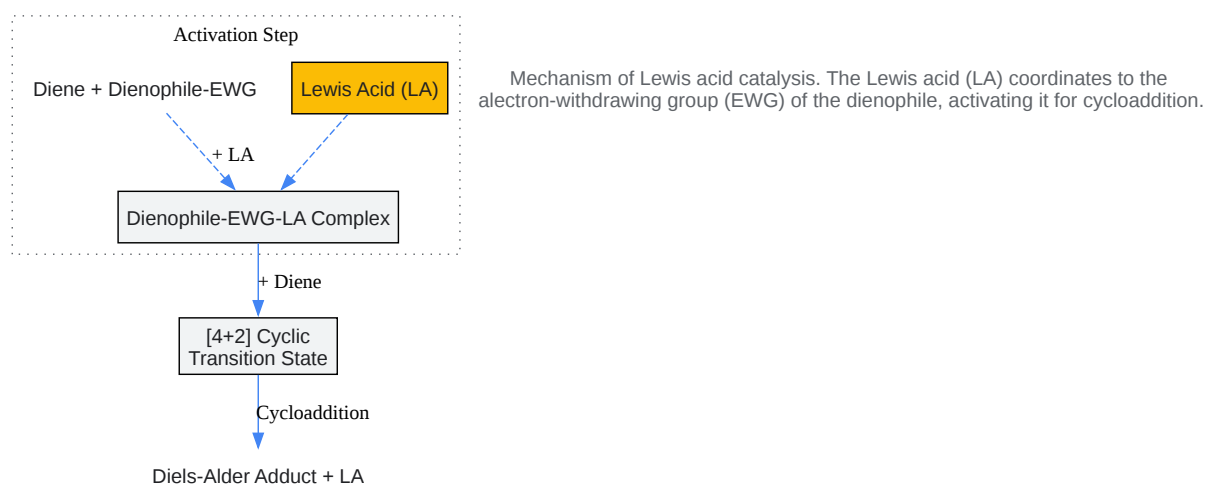 Activation Step
Diene + Dienophile-EWG
Lewis Acid (LA)
Mechanism of Lewis acid catalysis. The Lewis acid (LA) coordinates to the
alectron-withdrawing group (EWG) of the dienophile, activating it for cycloaddition.
+ LA
Dienophile-EWG-LA Complex
+ Diene
[4+2] Cyclic
Transition State
Cycloaddition
Diels-Alder Adduct + LA